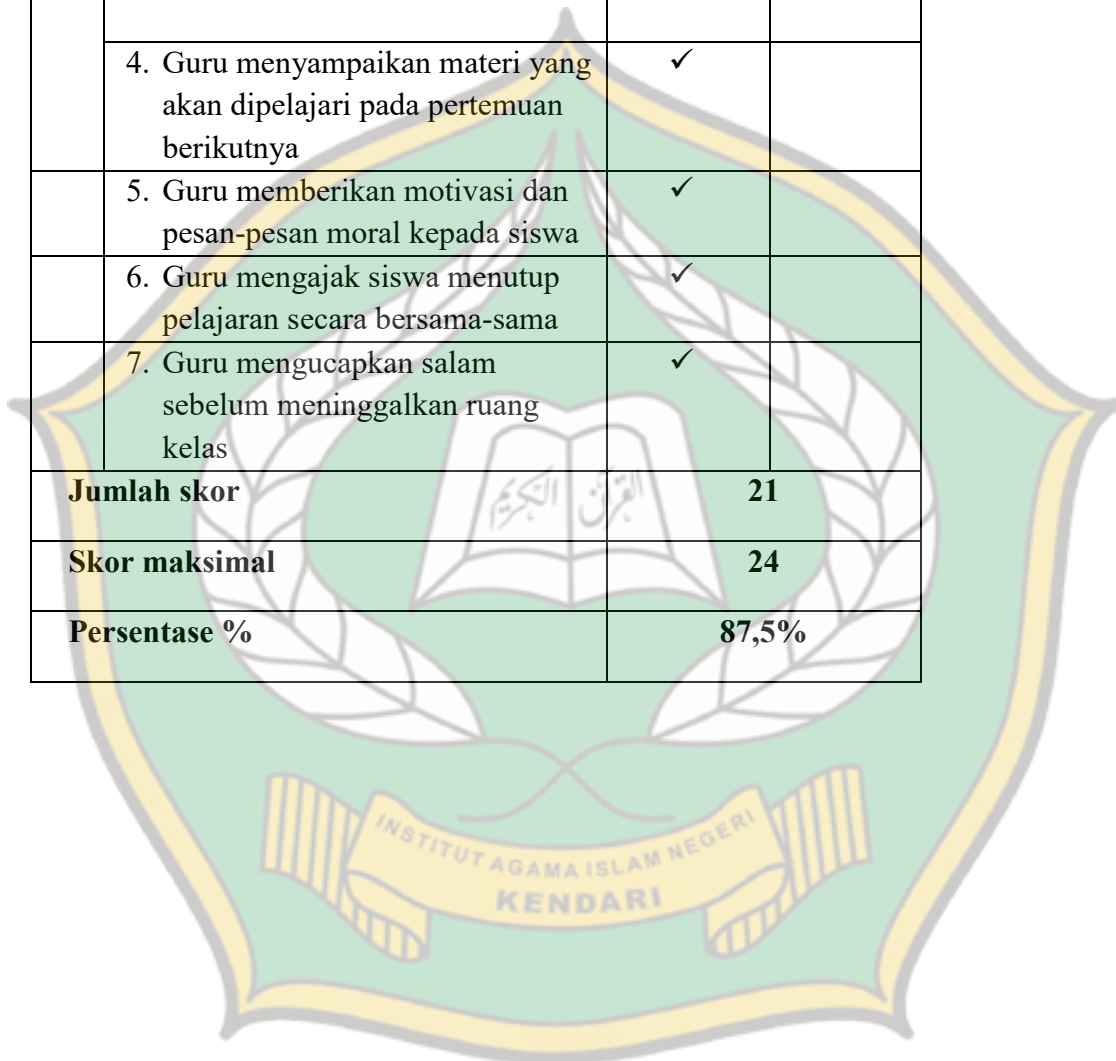 4. Guru menyampaikan materi yang ✓
akan dipelajari pada pertemuan
berikutnya
5. Guru memberikan motivasi dan ✓
pesan-pesan moral kepada siswa
6. Guru mengajak siswa menutup ✓
pelajaran secara bersama-sama
7. Guru mengucapkan salam ✓
sebelum meninggalkan ruang
kelas
Jumlah skor 21
القرآن الكريم
Skor maksimal 24
Persentase % 87,5%
INSTITUT AGAMA ISLAM NEGERI
KENDARI